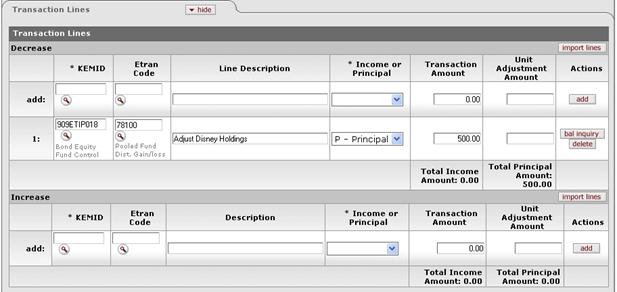 Transaction Lines
hide
Transaction Lines
Decrease
import lines
* KEMID Etran Code Line Description * Income or Principal Transaction Amount Unit Adjustment Amount Actions
add: 0.00 add
1: 909ETIP018 78100 Adjust Disney Holdings P - Principal 500.00 bal inquiry
delete
Bond Equity Fund Control
Pooled Fund Dist. Gain/loss
Total Income Amount: 0.00 Total Principal Amount: 500.00
Increase
import lines
* KEMID Etran Code Description * Income or Principal Transaction Amount Unit Adjustment Amount Actions
add: 0.00 add
Total Income Amount: 0.00 Total Principal Amount: 0.00